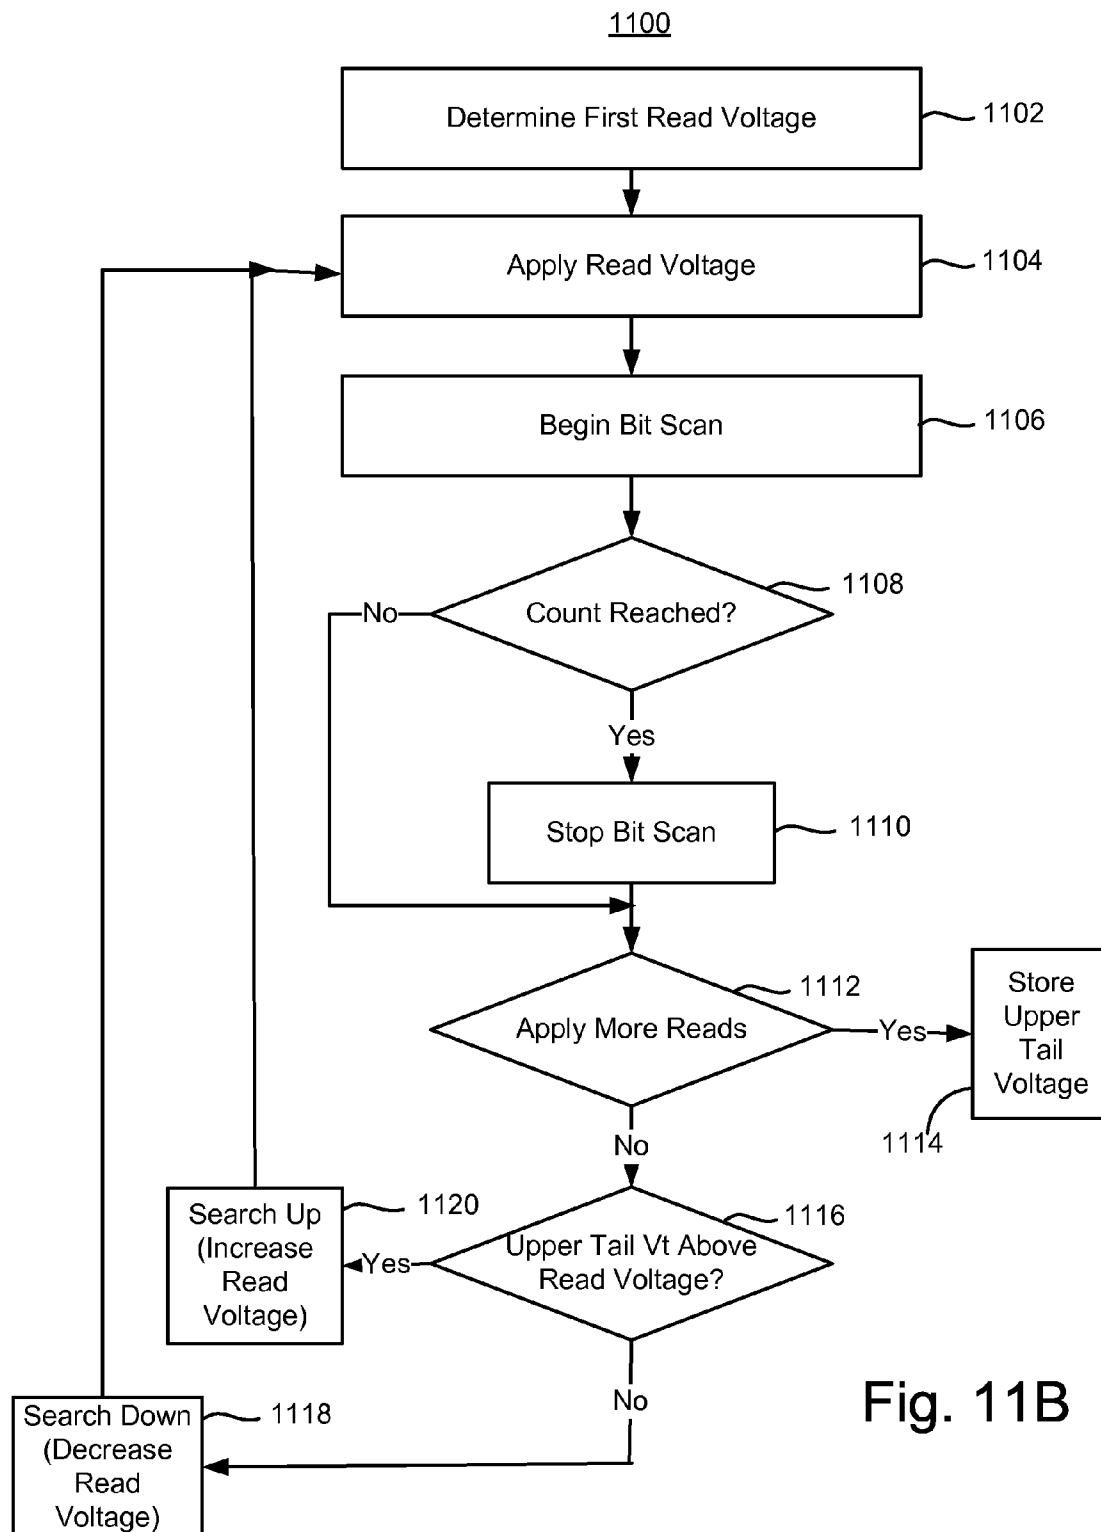 1100
Determine First Read Voltage
1102
Apply Read Voltage
1104
Begin Bit Scan
1106
Count Reached?
1108
No
Yes
Stop Bit Scan
1110
Apply More Reads
1112
Yes
Store
Upper
Tail
Voltage
1114
No
Upper Tail Vt Above
Read Voltage?
1116
Yes
Search Up
(Increase
Read
Voltage)
1120
No
Search Down
(Decrease
Read
Voltage)
1118
Fig. 11B